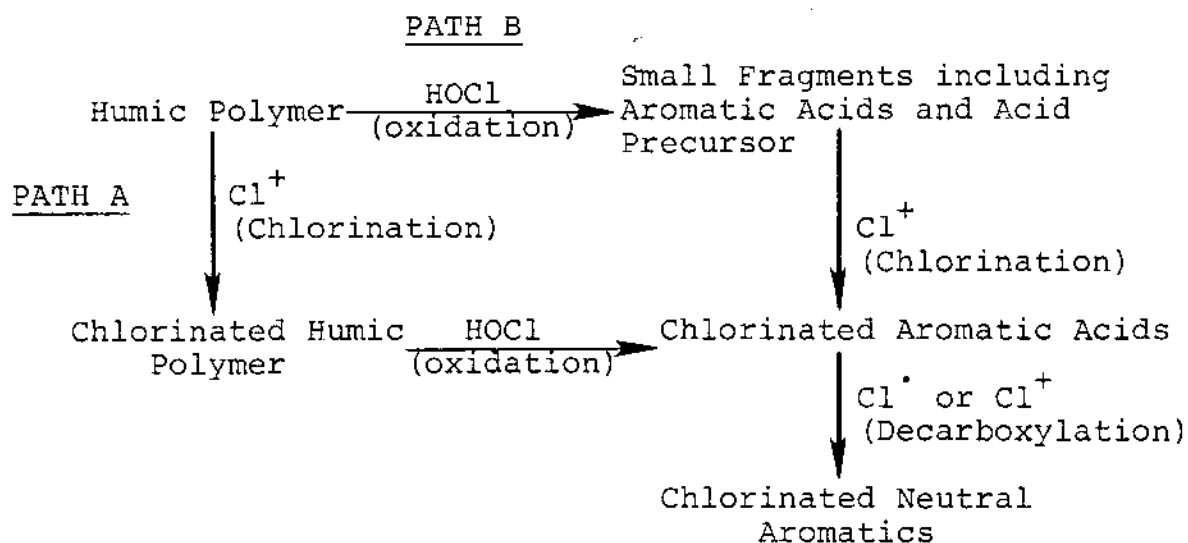 PATH B
Humic Polymer
HOCl
(oxidation)
Small Fragments including
Aromatic Acids and Acid
Precursor
PATH A
Cl+
(Chlorination)
Cl+
(Chlorination)
Chlorinated Humic
Polymer
HOCl
(oxidation)
Chlorinated Aromatic Acids
Cl· or Cl+
(Decarboxylation)
Chlorinated Neutral
Aromatics